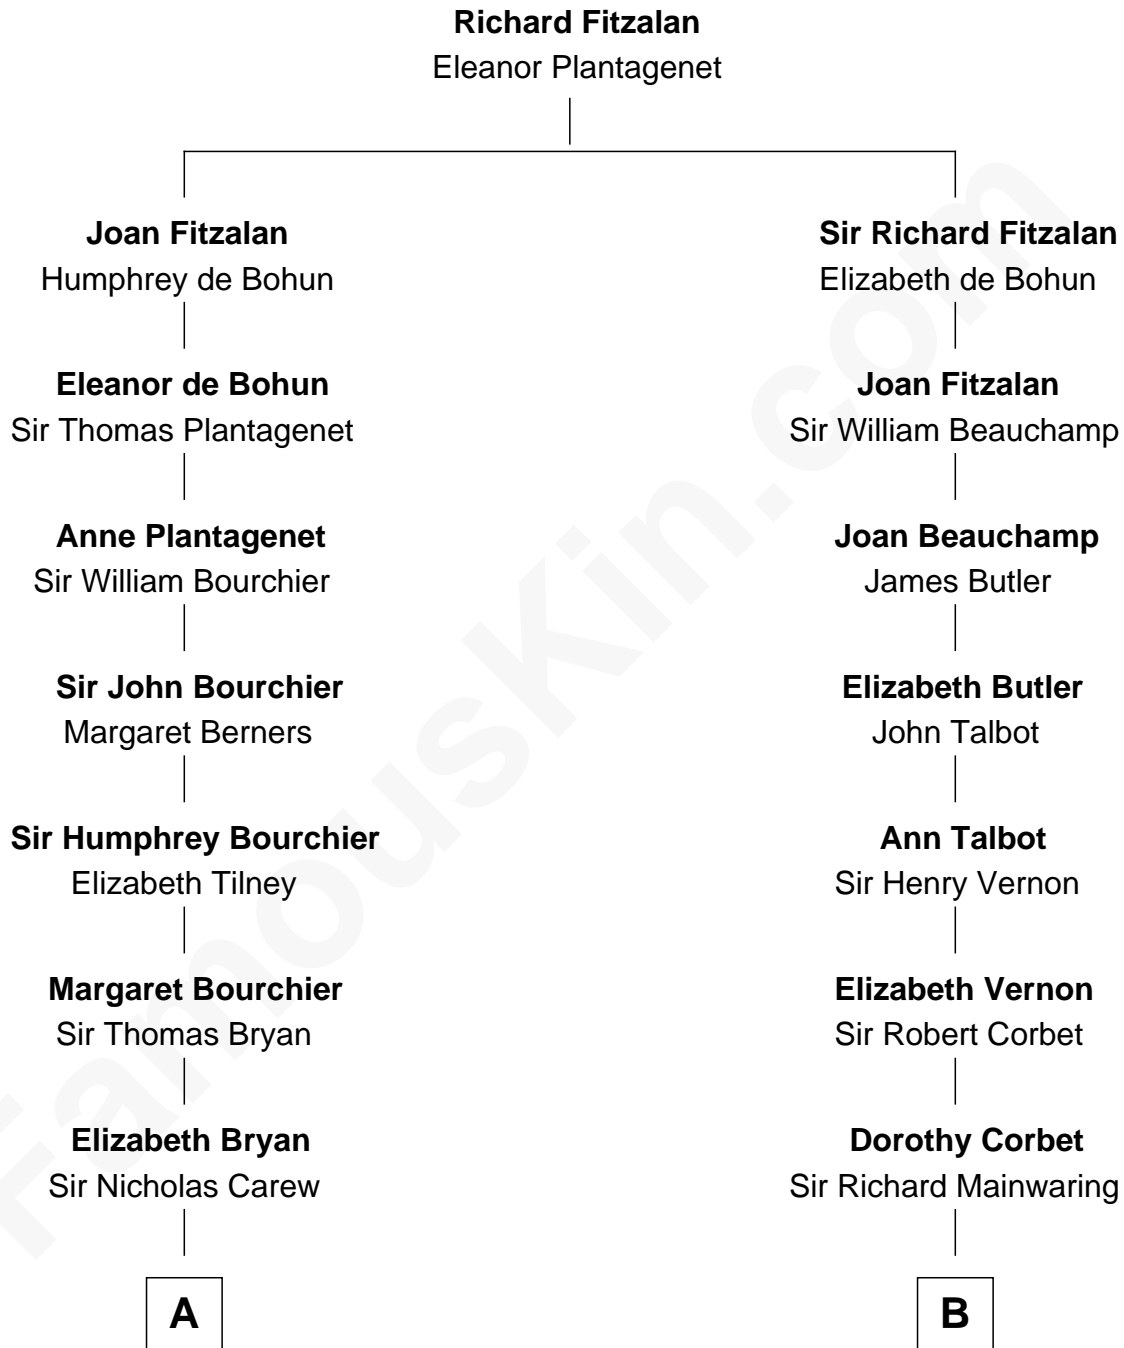 Richard Fitzalan
Eleanor Plantagenet
Joan Fitzalan
Humphrey de Bohun
Sir Richard Fitzalan
Elizabeth de Bohun
Eleanor de Bohun
Sir Thomas Plantagenet
Joan Fitzalan
Sir William Beauchamp
Anne Plantagenet
Sir William Bourchier
Joan Beauchamp
James Butler
Sir John Bourchier
Margaret Berners
Elizabeth Butler
John Talbot
Sir Humphrey Bourchier
Elizabeth Tilney
Ann Talbot
Sir Henry Vernon
Margaret Bourchier
Sir Thomas Bryan
Elizabeth Vernon
Sir Robert Corbet
Elizabeth Bryan
Sir Nicholas Carew
Dorothy Corbet
Sir Richard Mainwaring
A
B
FamousKin.com